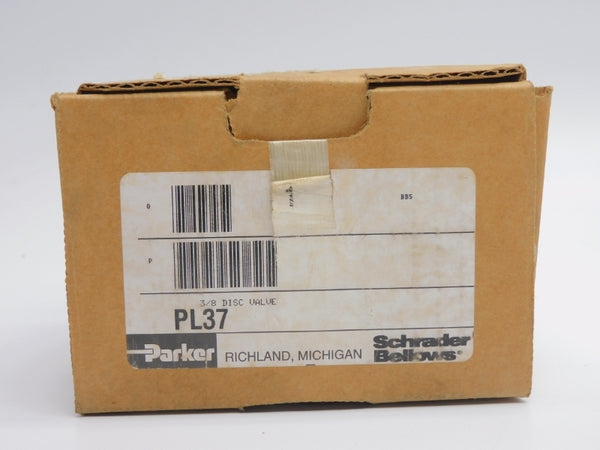 Q
BBS
P
3/8 DISC VALVE
PL37
Parker RICHLAND, MICHIGAN Schrader Bellows®